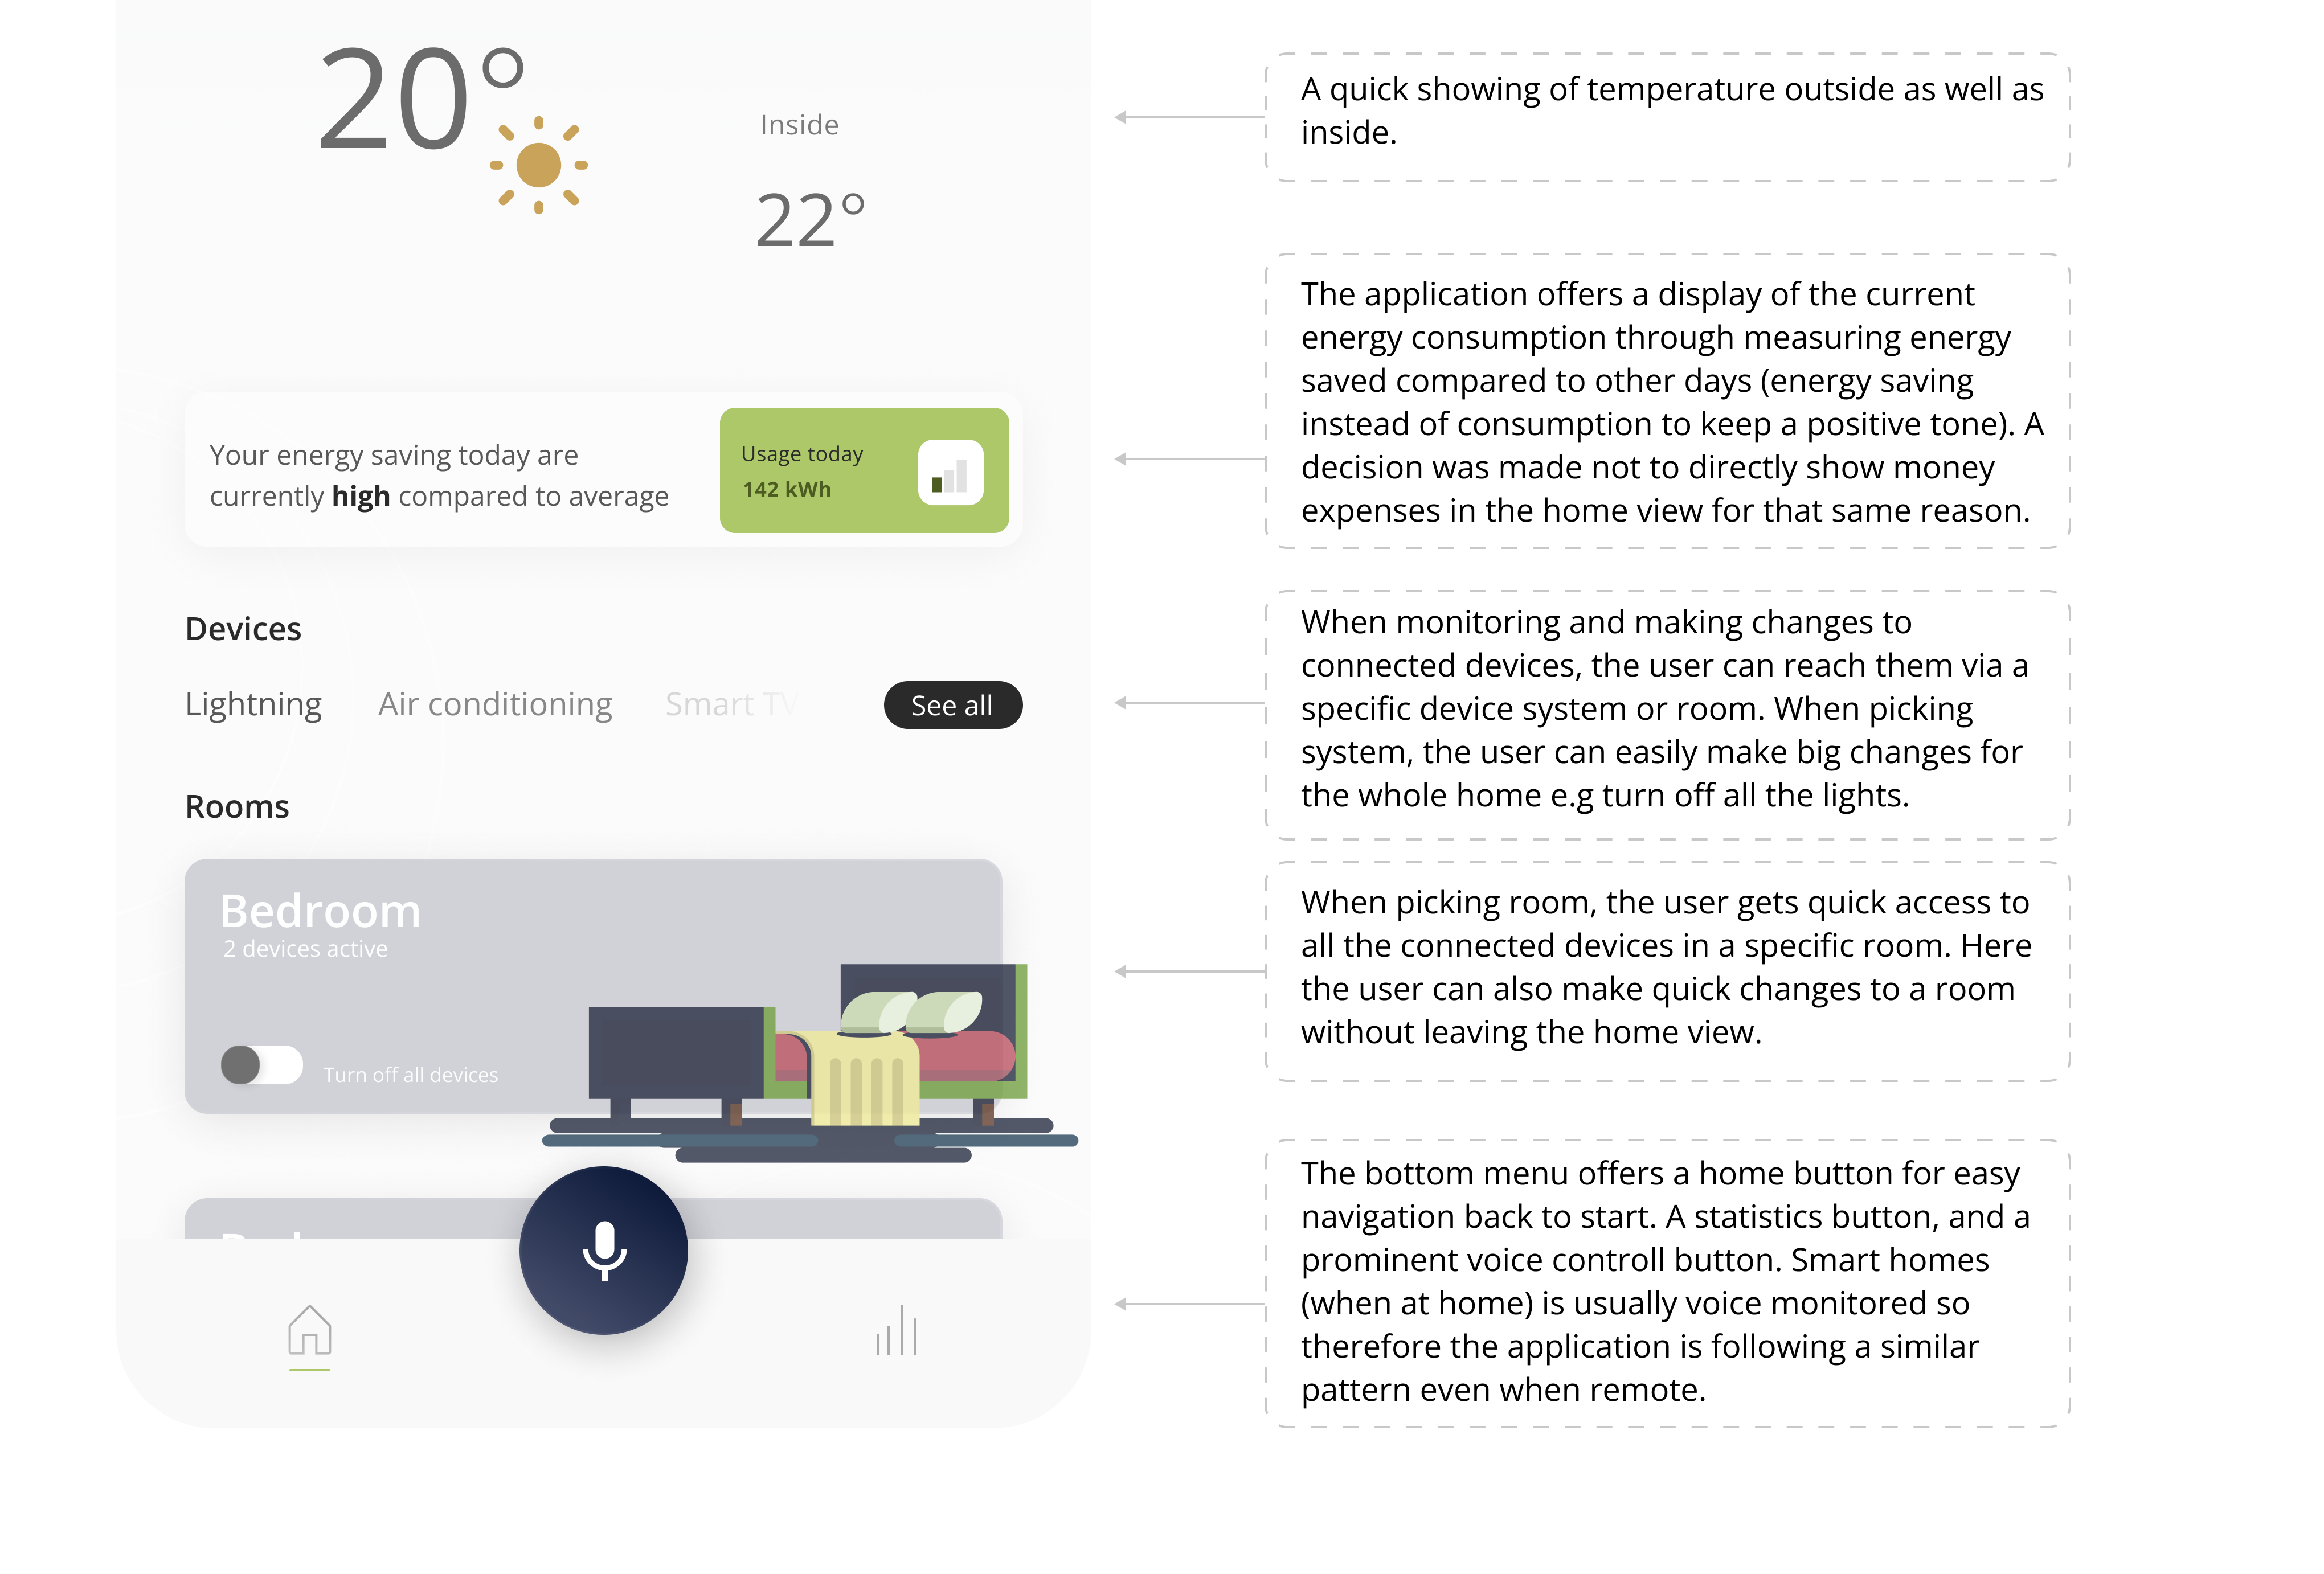 20°
Inside
22°
Your energy saving today are
currently high compared to average
Usage today
142 kWh
Devices
Lightning
Air conditioning
Smart TV
See all
Rooms
Bedroom
2 devices active
Turn off all devices
A quick showing of temperature outside as well as
inside.
The application offers a display of the current
energy consumption through measuring energy
saved compared to other days (energy saving
instead of consumption to keep a positive tone). A
decision was made not to directly show money
expenses in the home view for that same reason.
When monitoring and making changes to
connected devices, the user can reach them via a
specific device system or room. When picking
system, the user can easily make big changes for
the whole home e.g turn off all the lights.
When picking room, the user gets quick access to
all the connected devices in a specific room. Here
the user can also make quick changes to a room
without leaving the home view.
The bottom menu offers a home button for easy
navigation back to start. A statistics button, and a
prominent voice controll button. Smart homes
(when at home) is usually voice monitored so
therefore the application is following a similar
pattern even when remote.